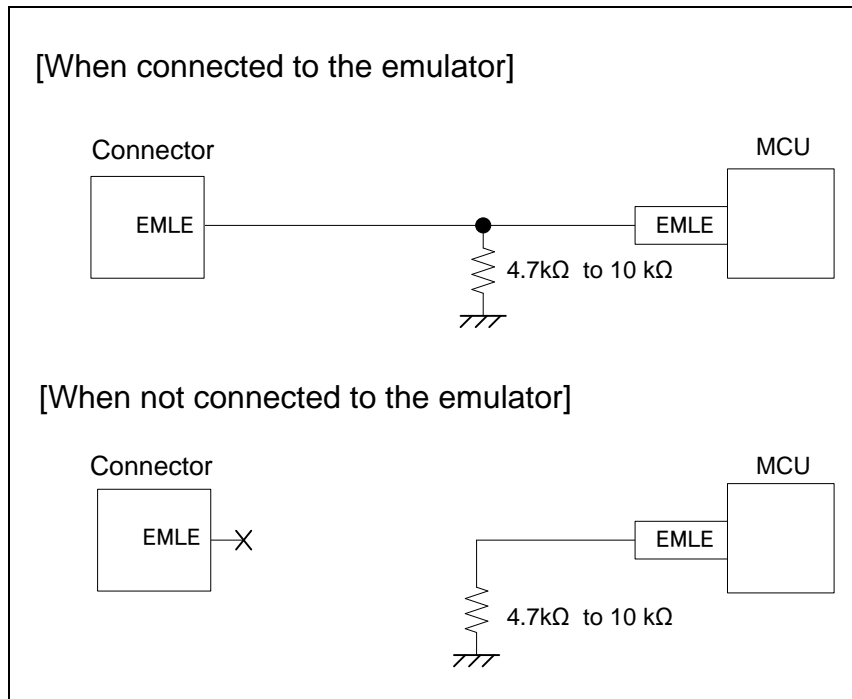 [When connected to the emulator]
Connector
MCU
EMLE
EMLE
4.7kΩ to 10 kΩ
[When not connected to the emulator]
Connector
MCU
EMLE
EMLE
4.7kΩ to 10 kΩ